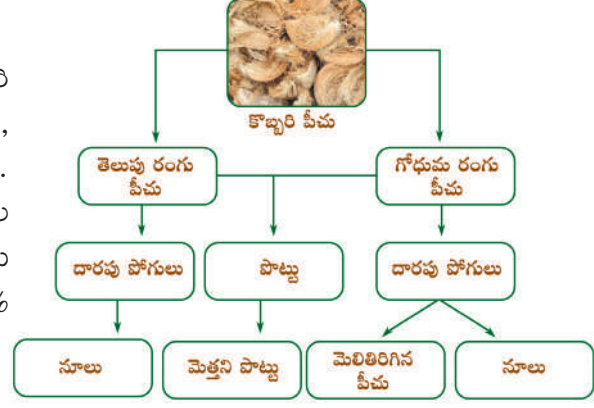 కొబ్బరి పీచు
తెలుపు రంగు
పీచు
గోధుమ రంగు
పీచు
దారపు పోగులు
పొట్టు
దారపు పోగులు
నూలు
మెత్తని పొట్టు
మెలితిరిగిన
పీచు
నూలు
,
.
%